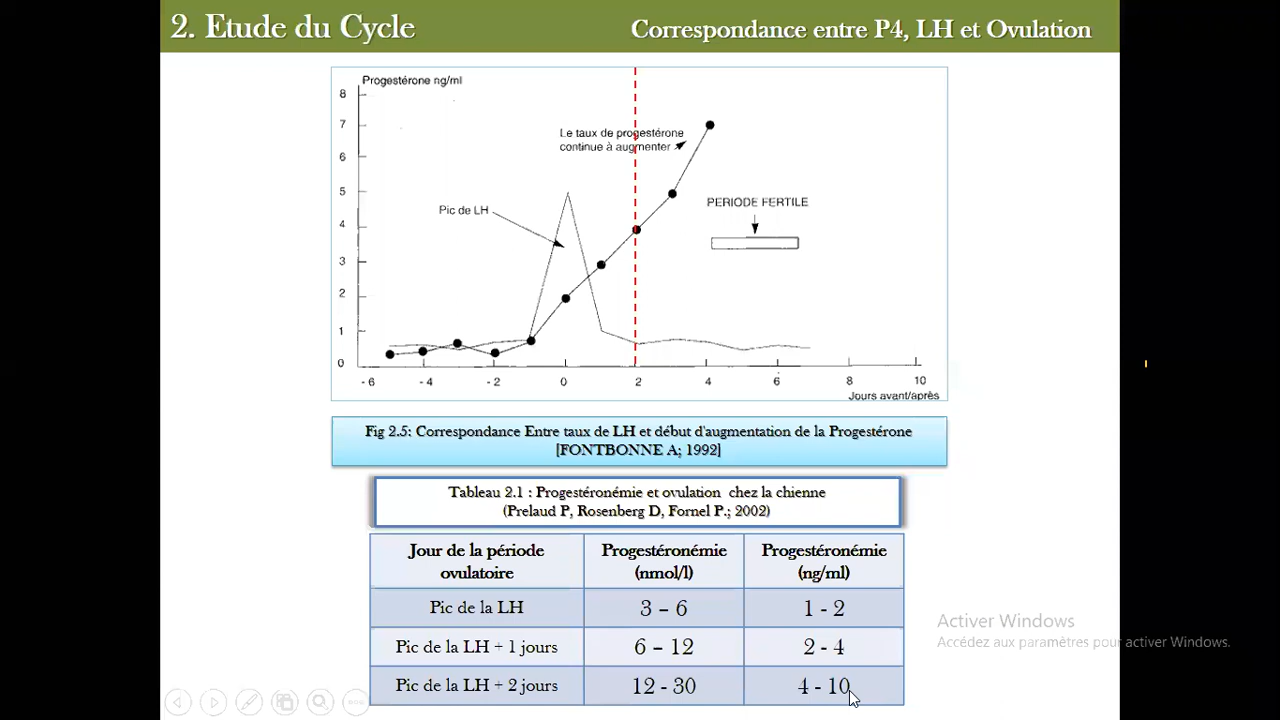 2. Etude du Cycle
Correspondance entre P4, LH et Ovulation
Progestérone ng/ml
8
7
6
5
4
3
2
1
0
Le taux de progestérone
continue à augmenter
Pic de LH
PERIODE FERTILE
- 6
- 4
- 2
0
2
4
6
8
10
Jours avant/après
Fig 2.5: Correspondance Entre taux de LH et début d'augmentation de la Progestérone
[FONTBONNE A; 1992]
Tableau 2.1 : Progestéronémie et ovulation chez la chienne
(Prelaud P, Rosenberg D, Fornel P.; 2002)
Jour de la période
ovulatoire
Progestéronémie
(nmol/l)
Progestéronémie
(ng/ml)
Pic de la LH
3 – 6
1 - 2
Pic de la LH + 1 jours
6 – 12
2 - 4
Pic de la LH + 2 jours
12 - 30
4 - 10
Activer Windows
Accédez aux paramètres pour activer Windows.